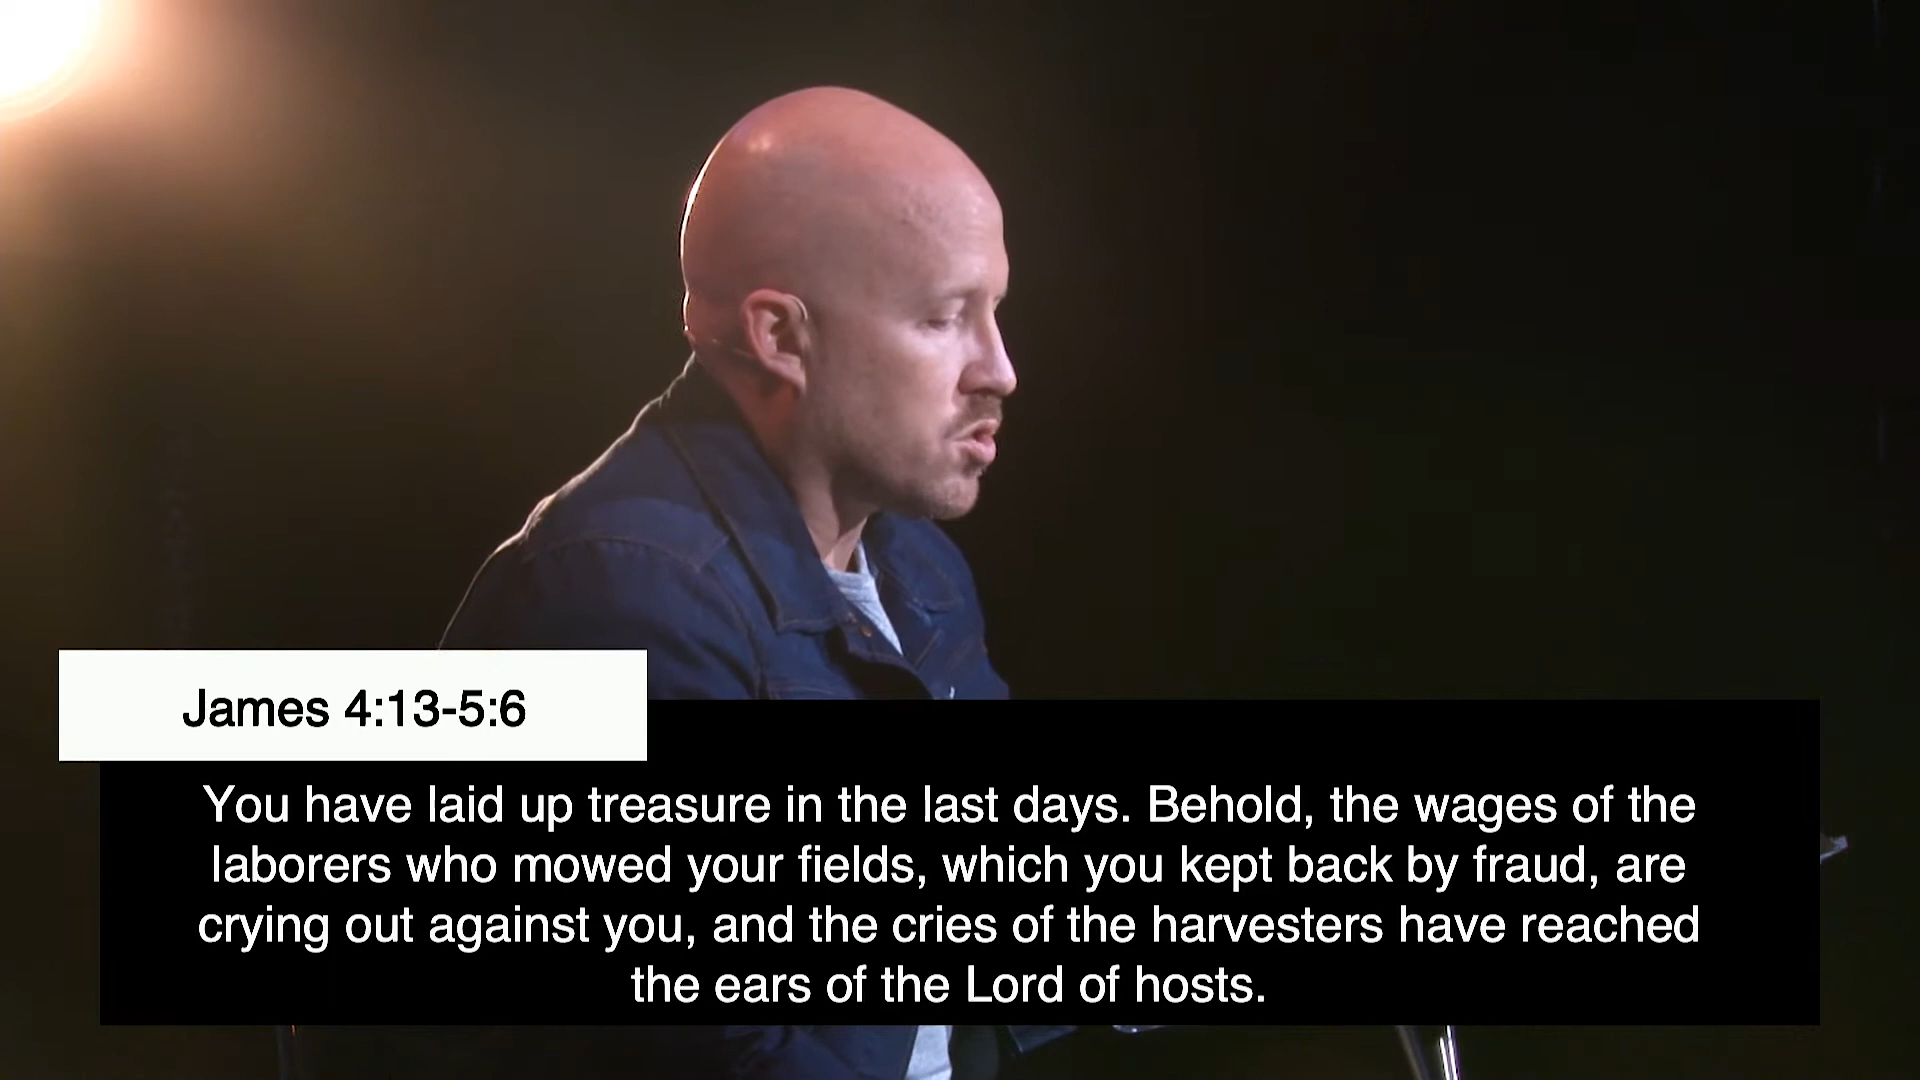 James 4:13-5:6
You have laid up treasure in the last days. Behold, the wages of the
laborers who mowed your fields, which you kept back by fraud, are
crying out against you, and the cries of the harvesters have reached
the ears of the Lord of hosts.